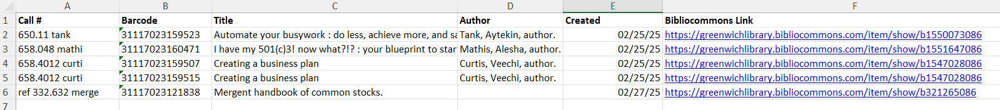 A B C D E F
1 Call # Barcode Title Author Created Bibliocommons Link
2 650.11 tank 31117023159523 Automate your busywork : do less, achieve more, and sa Tank, Aytekin, author. 02/25/25 https://greenwichlibrary.bibliocommons.com/item/show/b1550073086
3 658.048 mathi 31117023160471 I have my 501(c)3! now what?!? : your blueprint to star Mathis, Alesha, author. 02/25/25 https://greenwichlibrary.bibliocommons.com/item/show/b1551647086
4 658.4012 curti 31117023159507 Creating a business plan Curtis, Veechi, author. 02/25/25 https://greenwichlibrary.bibliocommons.com/item/show/b1547028086
5 658.4012 curti 31117023159515 Creating a business plan Curtis, Veechi, author. 02/25/25 https://greenwichlibrary.bibliocommons.com/item/show/b1547028086
6 ref 332.632 merge 31117023121838 Mergent handbook of common stocks. 02/27/25 https://greenwichlibrary.bibliocommons.com/item/show/b321265086
7